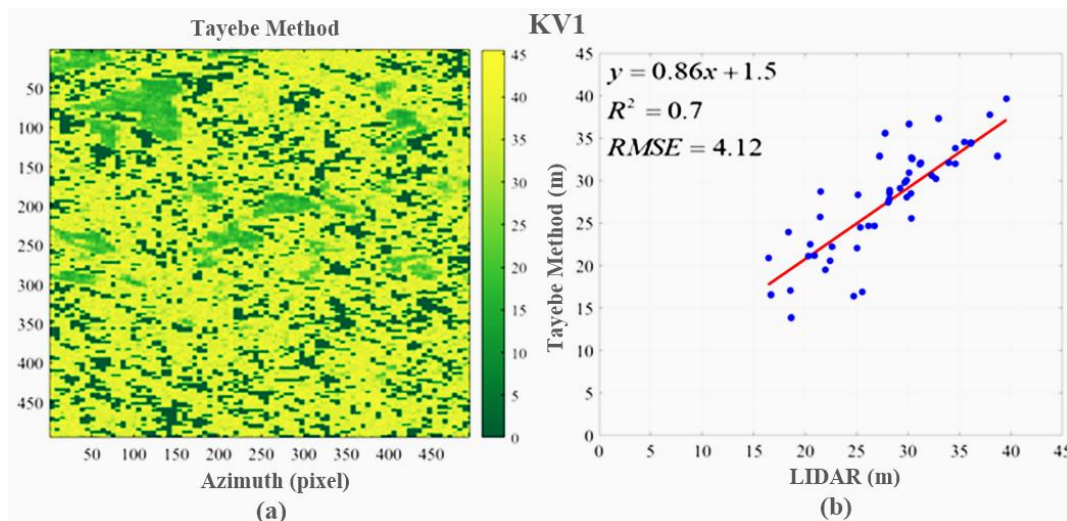 KV1
Tayebe Method
50
100
150
200
250
300
350
400
450
50 100 150 200 250 300 350 400 450
Azimuth (pixel)
(a)
45
40
35
30
25
20
15
10
5
0
y = 0.86x + 1.5
R² = 0.7
RMSE = 4.12
Tayebe Method (m)
45
40
35
30
25
20
15
10
5
0
0 5 10 15 20 25 30 35 40 45
LIDAR (m)
(b)